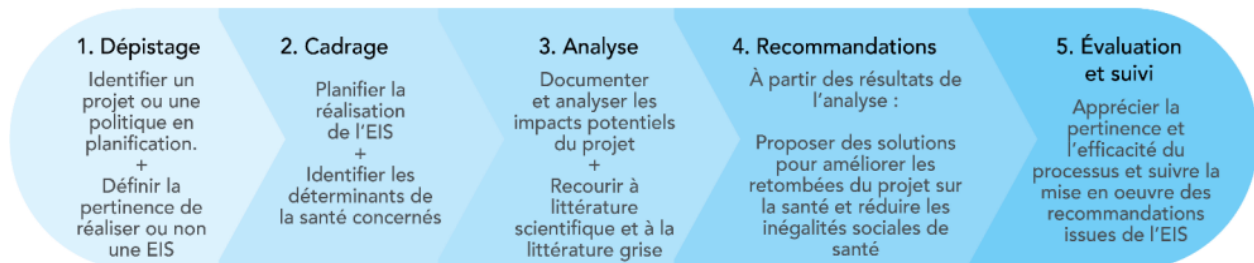 1. Dépistage
Identifier un
projet ou une
politique en
planification.
+
Définir la
pertinence de
réaliser ou non
une EIS
2. Cadrage
Planifier la
réalisation
de l’EIS
+
Identifier les
déterminants de
la santé concernés
3. Analyse
Documenter
et analyser les
impacts potentiels
du projet
+
Recourir à
littérature
scientifique et à la
littérature grise
4. Recommandations
À partir des résultats de
l’analyse :
Proposer des solutions
pour améliorer les
retombées du projet sur
la santé et réduire les
inégalités sociales de
santé
5. Évaluation
et suivi
Apprécier la
pertinence et
l’efficacité du
processus et suivre la
mise en oeuvre des
recommandations
issues de l’EIS